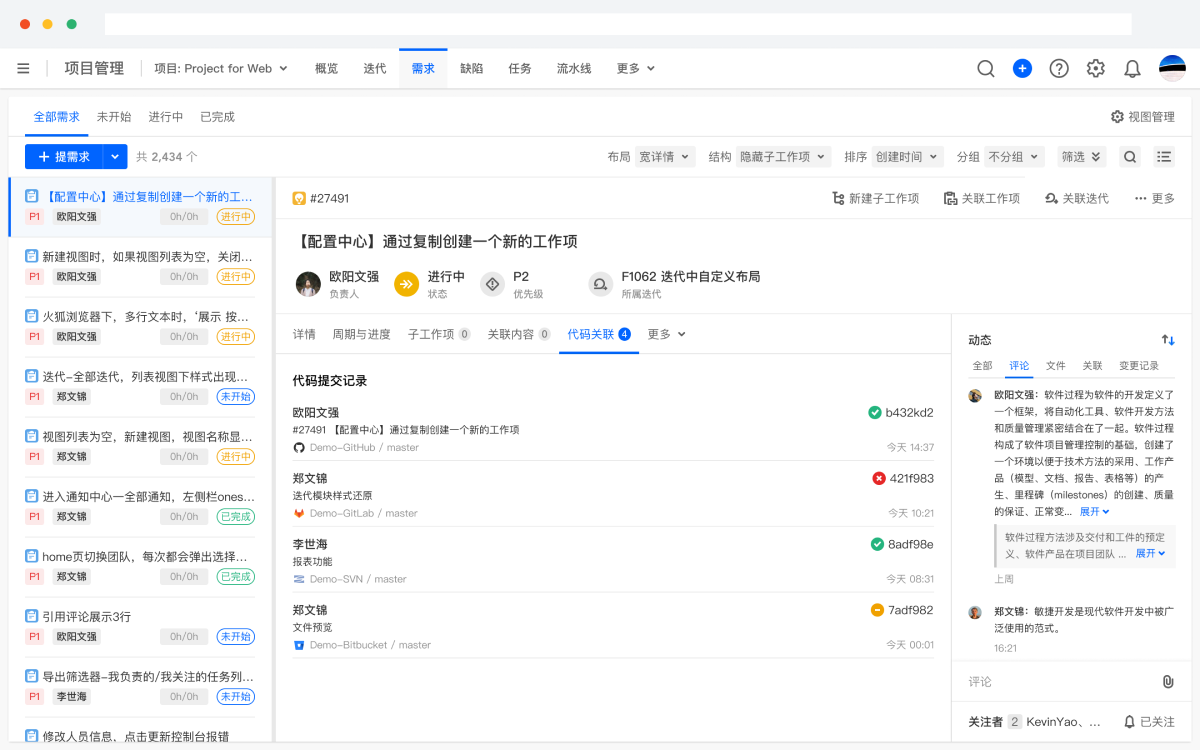 项目管理 项目: Project for Web 概览 迭代 需求 缺陷 任务 流水线 更多
全部需求 未开始 进行中 已完成 视图管理
提需求 共 2,434 个 布局 宽详情 结构 隐藏子工作项 排序 创建时间 分组 不分组 筛选
【配置中心】通过复制创建一个新的工...
P1 欧阳文强 0h/0h 进行中
新建视图时，如果视图列表为空，关闭...
P1 欧阳文强 0h/0h 进行中
火狐浏览器下，多行文本时，‘展示 按...
P1 欧阳文强 0h/0h 进行中
迭代-全部迭代，列表视图下样式出现...
P1 郑文锦 0h/0h 未开始
视图列表为空，新建视图，视图名称显...
P1 郑文锦 0h/0h 进行中
进入通知中心一全部通知，左侧栏ones...
P1 郑文锦 0h/0h 已完成
home页切换团队，每次都会弹出选择...
P1 郑文锦 0h/0h 已完成
引用评论展示3行
P1 欧阳文强 0h/0h 未开始
导出筛选器-我负责的/我关注的任务列...
P1 李世海 0h/0h 未开始
修改人员信息，点击更新控制台报错
#27491 新建子工作项 关联工作项 关联迭代 更多
【配置中心】通过复制创建一个新的工作项
欧阳文强 进行中 P2 F1062 迭代中自定义布局
负责人 状态 优先级 所属迭代
详情 周期与进度 子工作项 0 关联内容 0 代码关联 4 更多
代码提交记录
欧阳文强 b432kd2
#27491 【配置中心】通过复制创建一个新的工作项
Demo-GitHub / master 今天 14:37
郑文锦 421f983
迭代模块样式还原
Demo-GitLab / master 今天 10:21
李世海 8adf98e
报表功能
Demo-SVN / master 今天 08:31
郑文锦 7adf982
文件预览
Demo-Bitbucket / master 今天 00:01
动态
全部 评论 文件 关联 变更记录
欧阳文强：软件过程为软件的开发定义了
一个框架，将自动化工具、软件开发方法
和质量管理紧密结合在了一起。软件过程
构成了软件项目管理控制的基础，创建了
一个环境以便于技术方法的采用、工作产
品（模型、文档、报告、表格等）的产
生、里程碑（milestones）的创建、质量
的保证、正常变... 展开
软件过程方法涉及交付和工件的预定
义、软件产品在项目团队 ... 展开
上周
郑文锦：敏捷开发是现代软件开发中被广
泛使用的范式。
16:21
评论
关注者 2 KevinYao、... 已关注